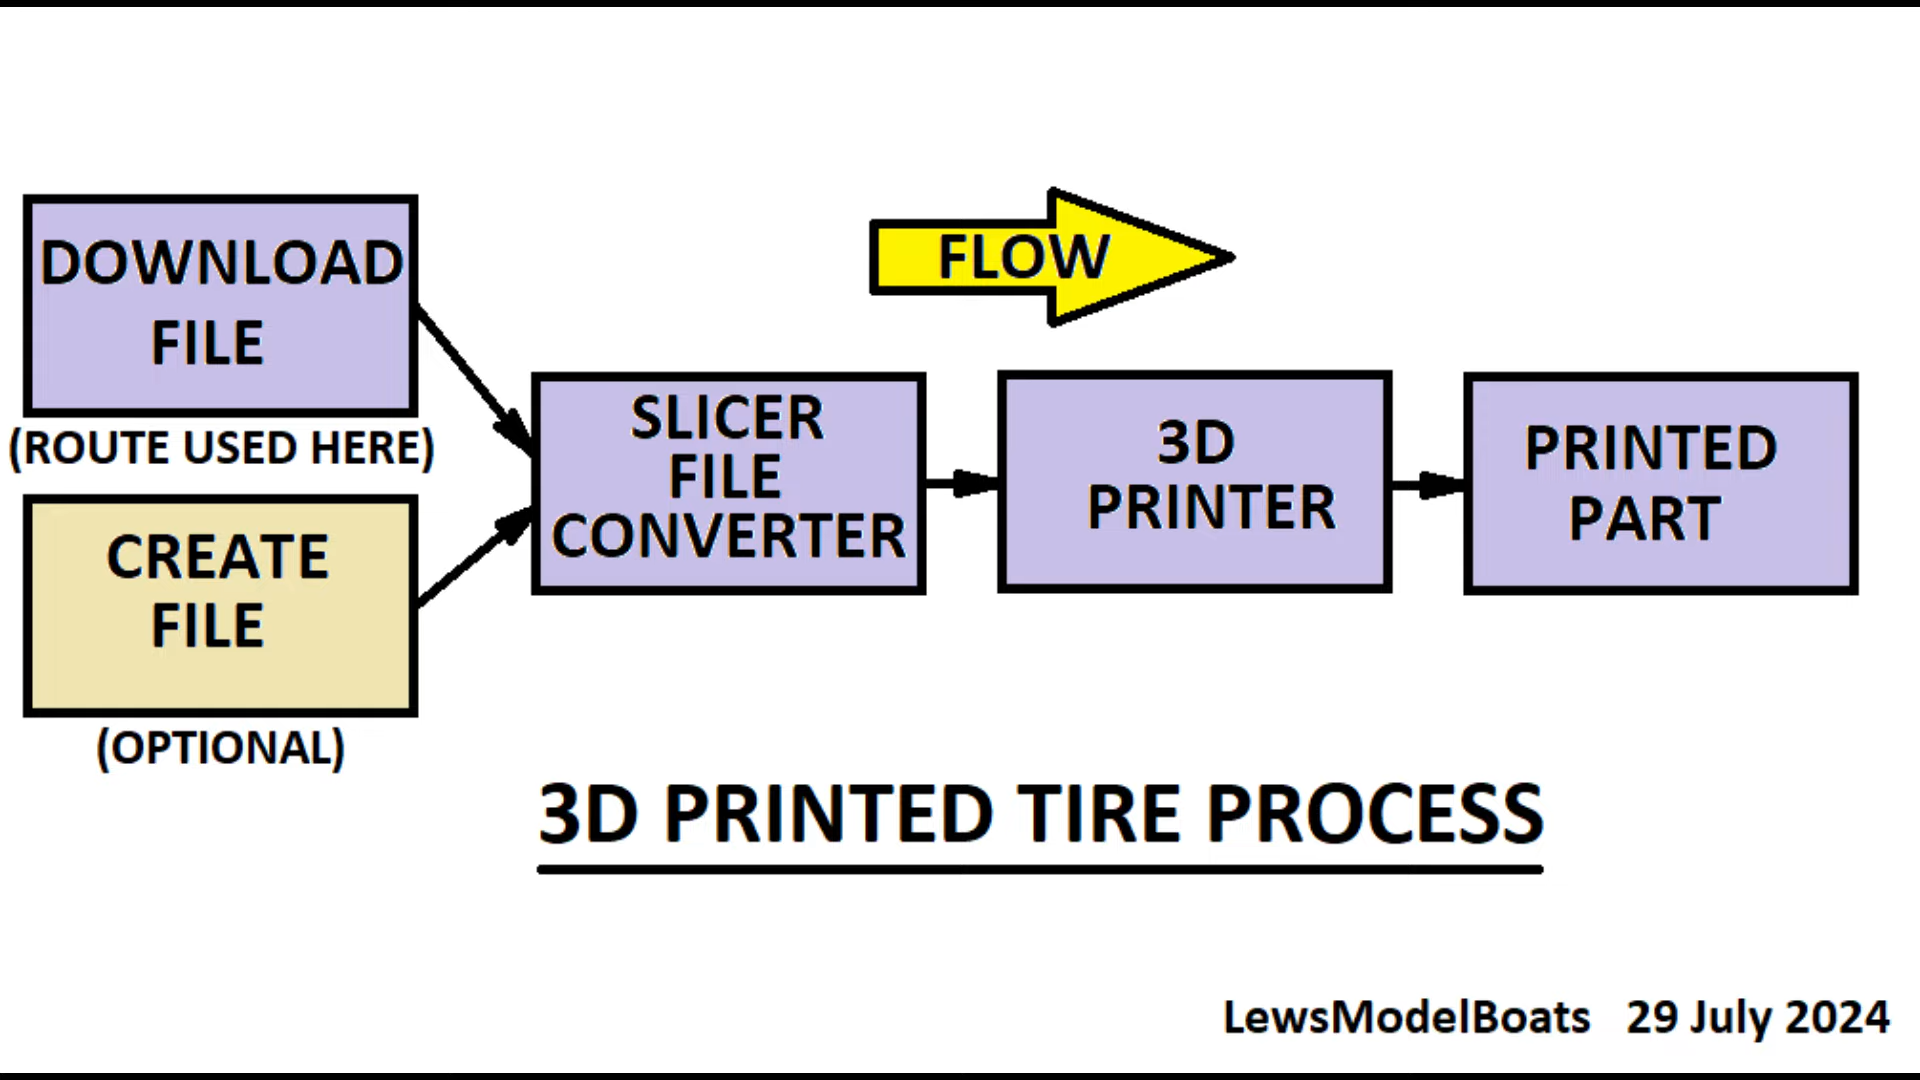 DOWNLOAD
FILE
(ROUTE USED HERE)
CREATE
FILE
(OPTIONAL)
FLOW
SLICER
FILE
CONVERTER
3D
PRINTER
PRINTED
PART
3D PRINTED TIRE PROCESS
LewsModelBoats 29 July 2024